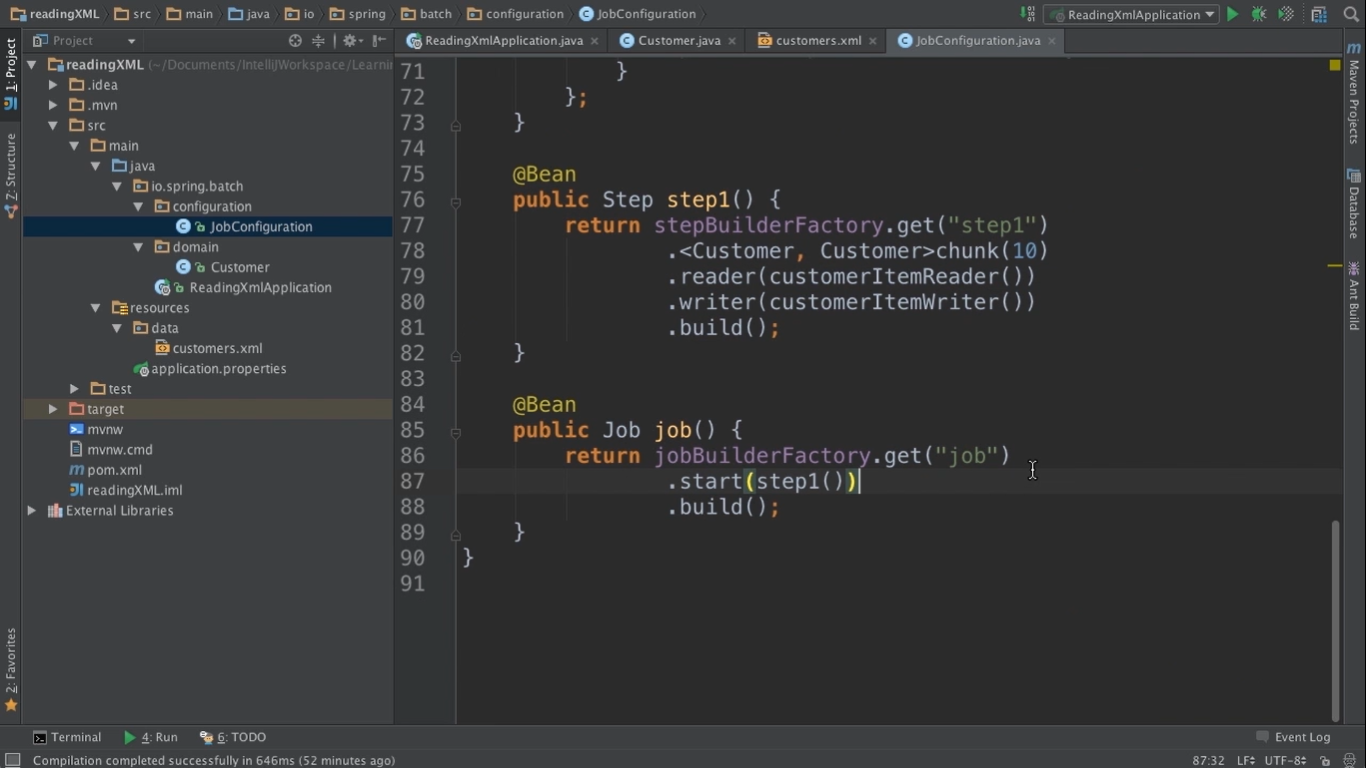 readingXML src main java io spring batch configuration JobConfiguration ReadingXmlApplication
Project ReadingXmlApplication.java Customer.java customers.xml JobConfiguration.java
1: Project
Z: Structure
2: Favorites
readingXML (~/Documents/IntellijWorkspace/Learni
.idea
.mvn
src
main
java
io.spring.batch
configuration
JobConfiguration
domain
Customer
ReadingXmlApplication
resources
data
customers.xml
application.properties
test
target
mvnw
mvnw.cmd
pom.xml
readingXML.iml
External Libraries
71 }
72 };
73 }
74
75 @Bean
76 public Step step1() {
77 return stepBuilderFactory.get("step1")
78 .<Customer, Customer>chunk(10)
79 .reader(customerItemReader())
80 .writer(customerItemWriter())
81 .build();
82 }
83
84 @Bean
85 public Job job() {
86 return jobBuilderFactory.get("job")
87 .start(step1())
88 .build();
89 }
90 }
91
Maven Projects
Database
Ant Build
Terminal 4: Run 6: TODO Event Log
Compilation completed successfully in 646ms (52 minutes ago) 87:32 LF UTF-8